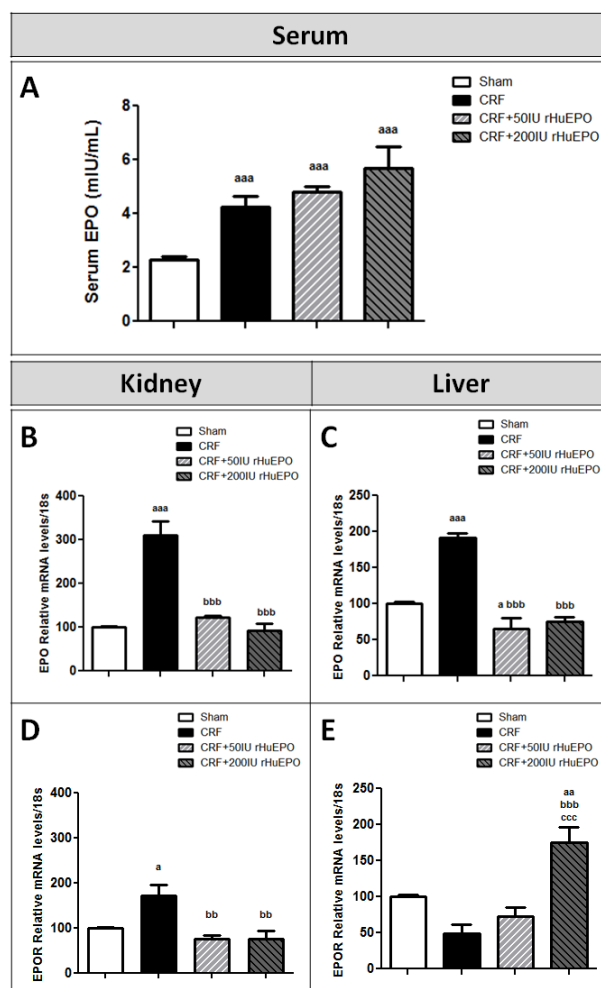 Serum
A
Sham
CRF
CRF+50IU rHuEPO
CRF+200IU rHuEPO
Serum EPO (mIU/mL)
8
6
4
2
0
aaa
aaa
aaa
Kidney
Liver
B
Sham
CRF
CRF+50IU rHuEPO
CRF+200IU rHuEPO
EPO Relative mRNA levels/18s
400
300
200
100
0
aaa
bbb
bbb
C
Sham
CRF
CRF+50IU rHuEPO
CRF+200IU rHuEPO
EPO Relative mRNA levels/18s
250
200
150
100
50
0
aaa
a bbb
bbb
D
Sham
CRF
CRF+50IU rHuEPO
CRF+200IU rHuEPO
EPOR Relative mRNA levels/18s
400
300
200
100
0
a
bb
bb
E
Sham
CRF
CRF+50IU rHuEPO
CRF+200IU rHuEPO
EPOR Relative mRNA levels/18s
250
200
150
100
50
0
aa
bbb
ccc